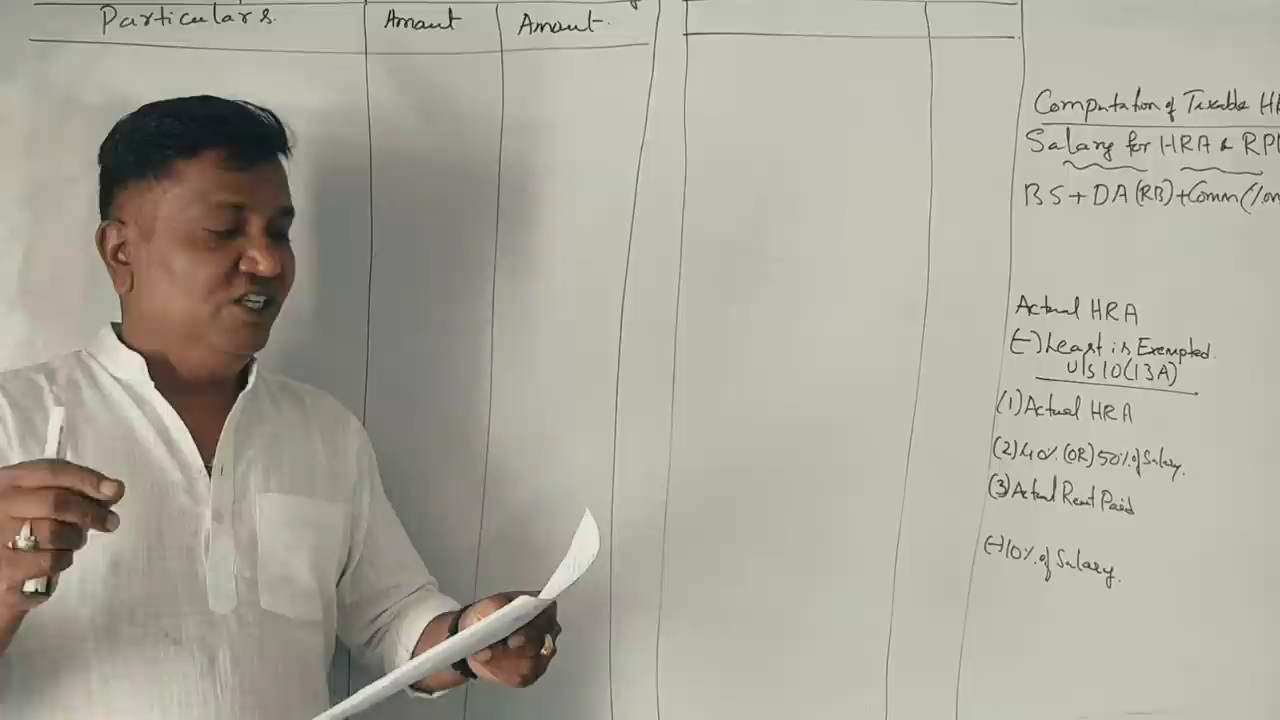 Particulars. Amount Amount.
Computation of Taxable HR
Salary for HRA & RP
BS + DA (RB) + Comm (/. on
Actual HRA
(-) Least is Exempted.
U/s 10(13A)
(1) Actual HRA
(2) 40%. (OR) 50%. of Salary.
(3) Actual Rent Paid
(-) 10%. of Salary.